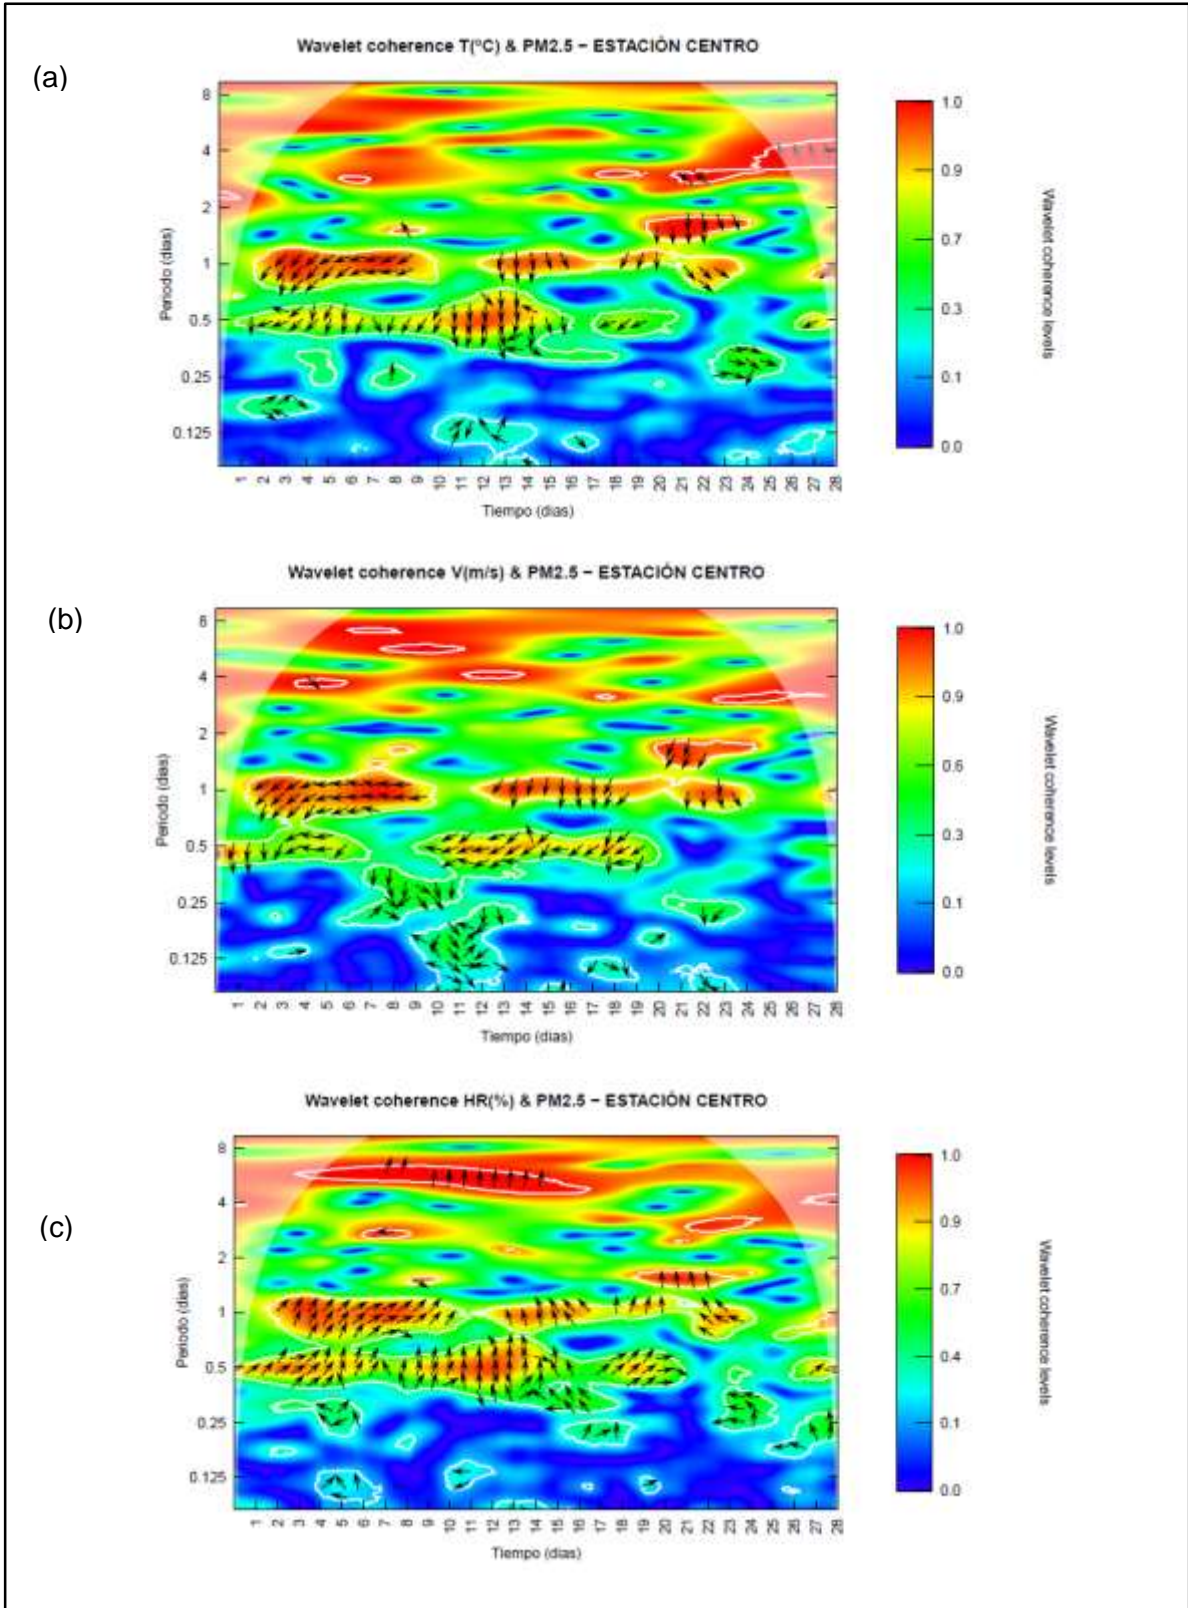 (a)
Wavelet coherence T(°C) & PM2.5 − ESTACIÓN CENTRO
8
4
2
1
0.5
0.25
0.125
Periodo (días)
1 2 3 4 5 6 7 8 9 10 11 12 13 14 15 16 17 18 19 20 21 22 23 24 25 26 27 28
Tiempo (días)
1.0
0.9
0.7
0.3
0.1
0.0
Wavelet coherence levels
(b)
Wavelet coherence V(m/s) & PM2.5 − ESTACIÓN CENTRO
8
4
2
1
0.5
0.25
0.125
Periodo (días)
1 2 3 4 5 6 7 8 9 10 11 12 13 14 15 16 17 18 19 20 21 22 23 24 25 26 27 28
Tiempo (días)
1.0
0.9
0.6
0.3
0.1
0.0
Wavelet coherence levels
(c)
Wavelet coherence HR(%) & PM2.5 − ESTACIÓN CENTRO
8
4
2
1
0.5
0.25
0.125
Periodo (días)
1 2 3 4 5 6 7 8 9 10 11 12 13 14 15 16 17 18 19 20 21 22 23 24 25 26 27 28
Tiempo (días)
1.0
0.9
0.7
0.4
0.1
0.0
Wavelet coherence levels